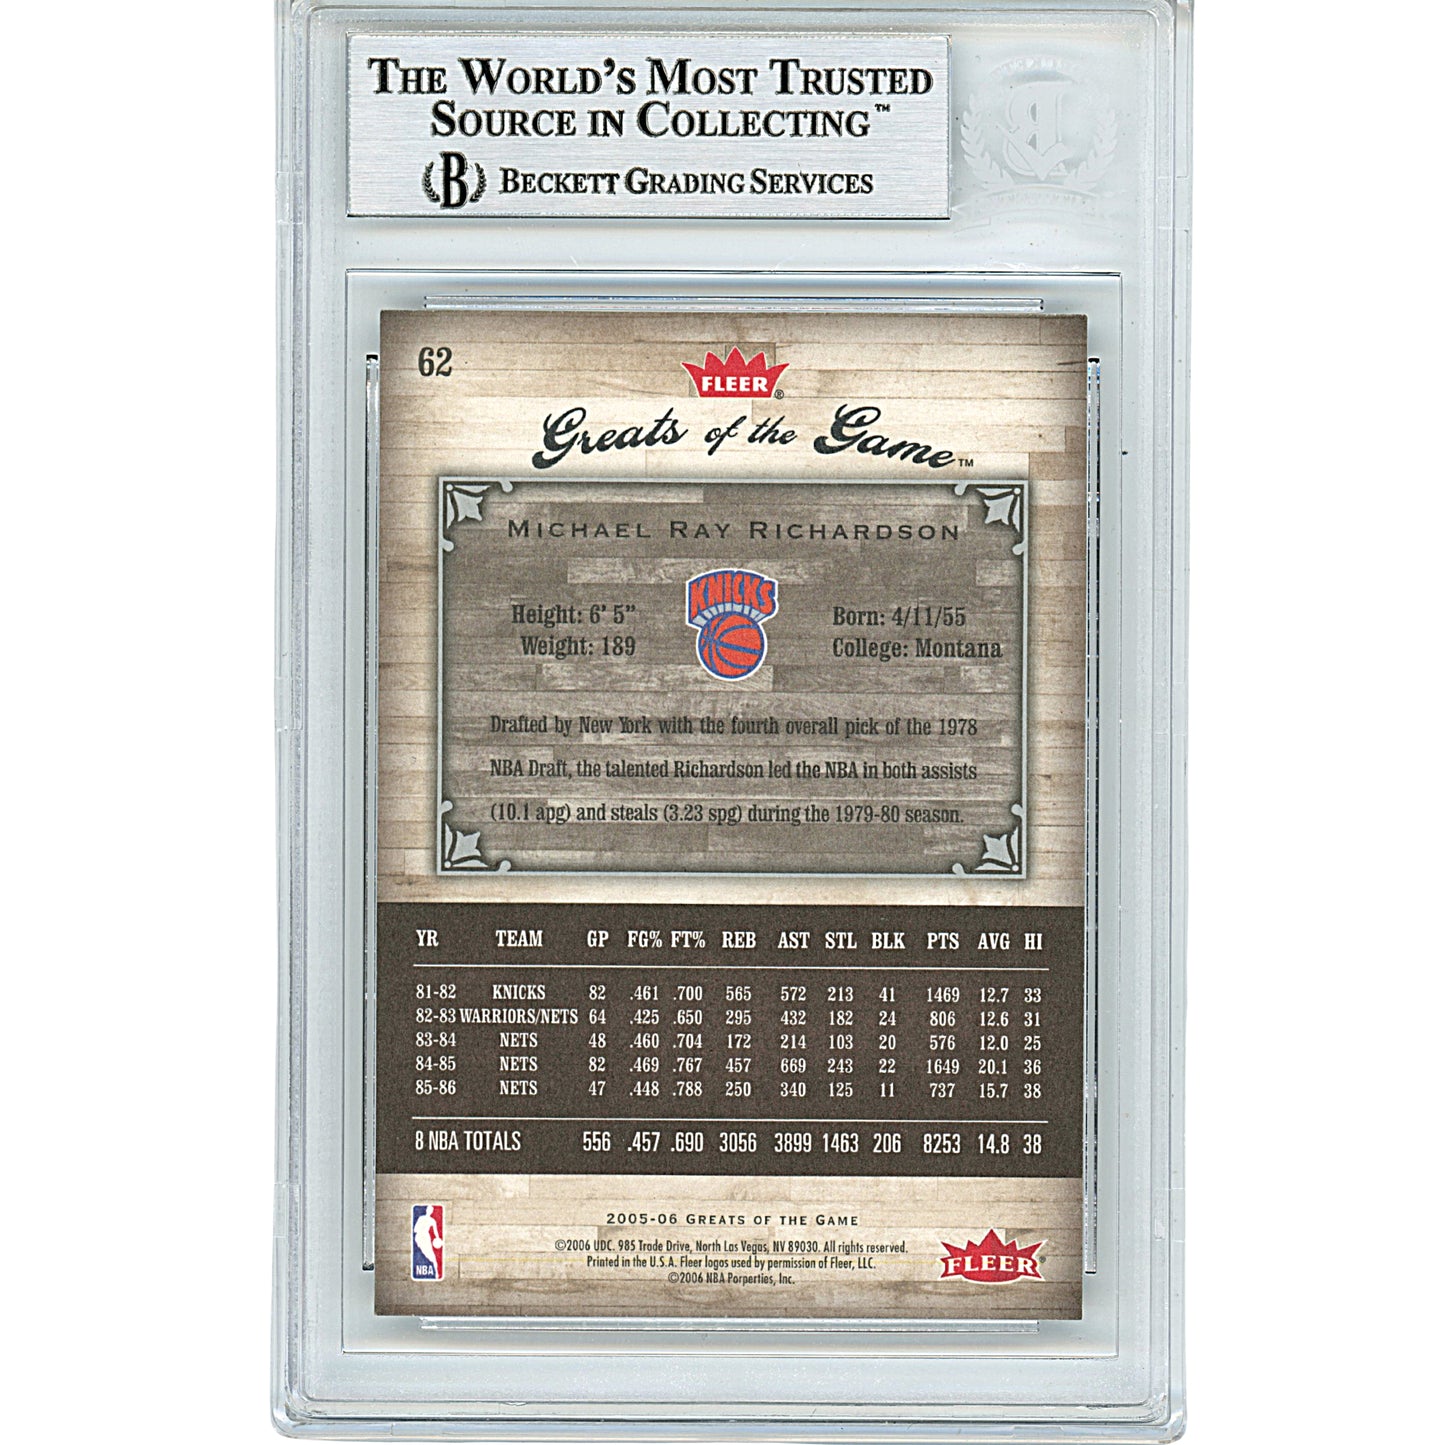 THE WORLD'S MOST TRUSTED
SOURCE IN COLLECTING™
B BECKETT GRADING SERVICES
62
FLEER®
Greats of the Game™
MICHAEL RAY RICHARDSON
KNICKS
Height: 6' 5" Born: 4/11/55
Weight: 189 College: Montana
Drafted by New York with the fourth overall pick of the 1978
NBA Draft, the talented Richardson led the NBA in both assists
(10.1 apg) and steals (3.23 spg) during the 1979-80 season.
YR TEAM GP FG% FT% REB AST STL BLK PTS AVG HI
81-82 KNICKS 82 .461 .700 565 572 213 41 1469 12.7 33
82-83 WARRIORS/NETS 64 .425 .650 295 432 182 24 806 12.6 31
83-84 NETS 48 .460 .704 172 214 103 20 576 12.0 25
84-85 NETS 82 .469 .767 457 669 243 22 1649 20.1 36
85-86 NETS 47 .448 .788 250 340 125 11 737 15.7 38
8 NBA TOTALS 556 .457 .690 3056 3899 1463 206 8253 14.8 38
2005-06 GREATS OF THE GAME
©2006 UDC. 985 Trade Drive, North Las Vegas, NV 89030. All rights reserved.
Printed in the U.S.A. Fleer logos used by permission of Fleer, LLC.
©2006 NBA Porperties, Inc.
NBA
FLEER®